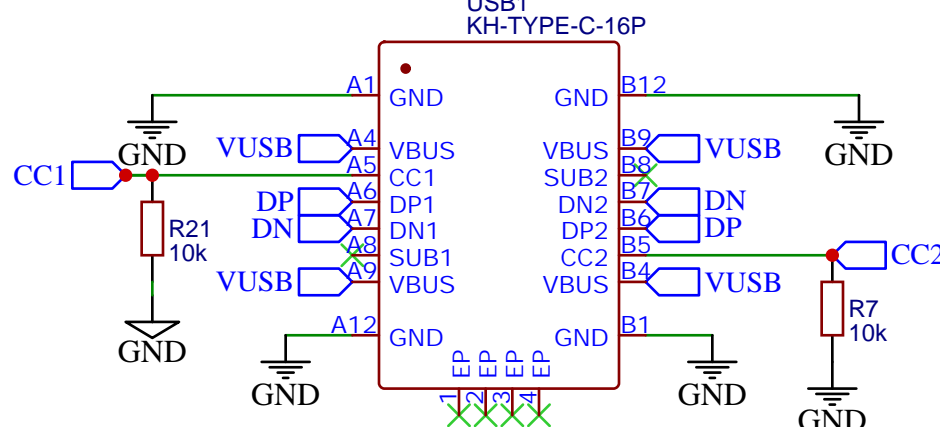 USB1
KH-TYPE-C-16P
A1 GND GND B12
GND GND
VUSB A4 VBUS VBUS B9 VUSB
CC1 A5 CC1 SUB2 B8
DP A6 DP1 DN2 B7 DN
DN A7 DN1 DP2 B6 DP
A8 SUB1 CC2 B5 CC2
VUSB A9 VBUS VBUS B4 VUSB
R21
10k
R7
10k
GND
A12 GND GND B1
GND GND
EP EP EP EP
1 2 3 4
GND